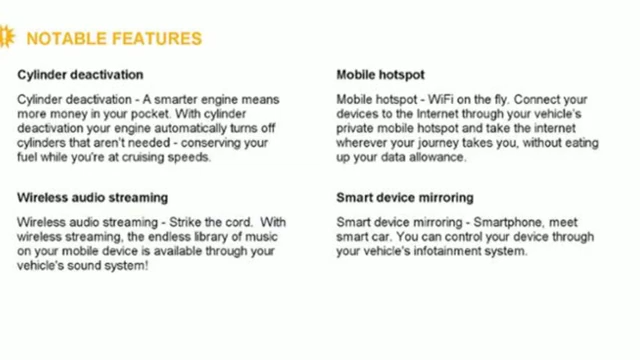 NOTABLE FEATURES
Cylinder deactivation
Cylinder deactivation - A smarter engine means
more money in your pocket. With cylinder
deactivation your engine automatically turns off
cylinders that aren't needed - conserving your
fuel while you're at cruising speeds.
Wireless audio streaming
Wireless audio streaming - Strike the cord.  With
wireless streaming, the endless library of music
on your mobile device is available through your
vehicle's sound system!
Mobile hotspot
Mobile hotspot - WiFi on the fly. Connect your
devices to the Internet through your vehicle's
private mobile hotspot and take the internet
wherever your journey takes you, without eating
up your data allowance.
Smart device mirroring
Smart device mirroring - Smartphone, meet
smart car. You can control your device through
your vehicle's infotainment system.